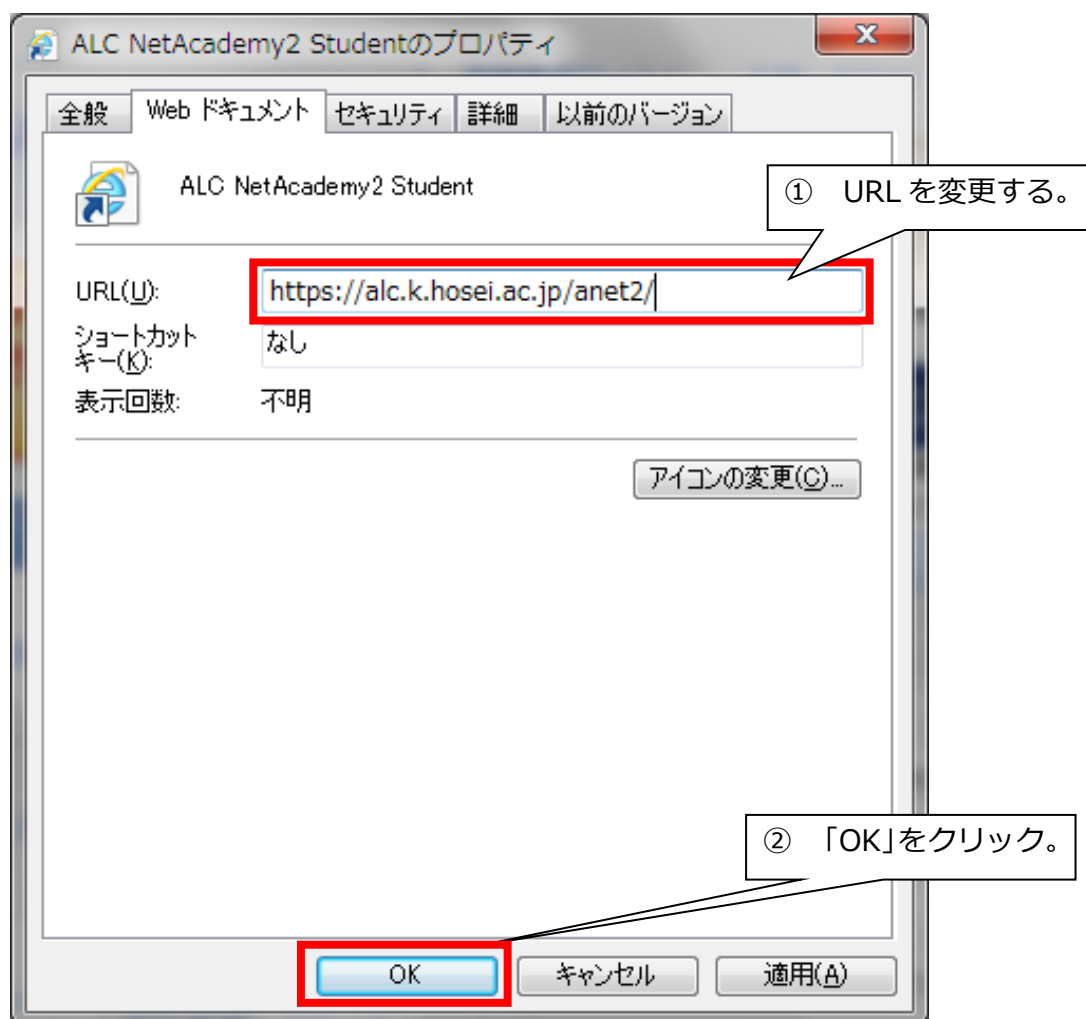 ALC NetAcademy2 Studentのプロパティ
全般 Web ドキュメント セキュリティ 詳細 以前のバージョン
ALC NetAcademy2 Student
① URL を変更する。
URL(U): https://alc.k.hosei.ac.jp/anet2/
ショートカット
キー(K): なし
表示回数: 不明
アイコンの変更(C)...
② 「OK」をクリック。
OK キャンセル 適用(A)